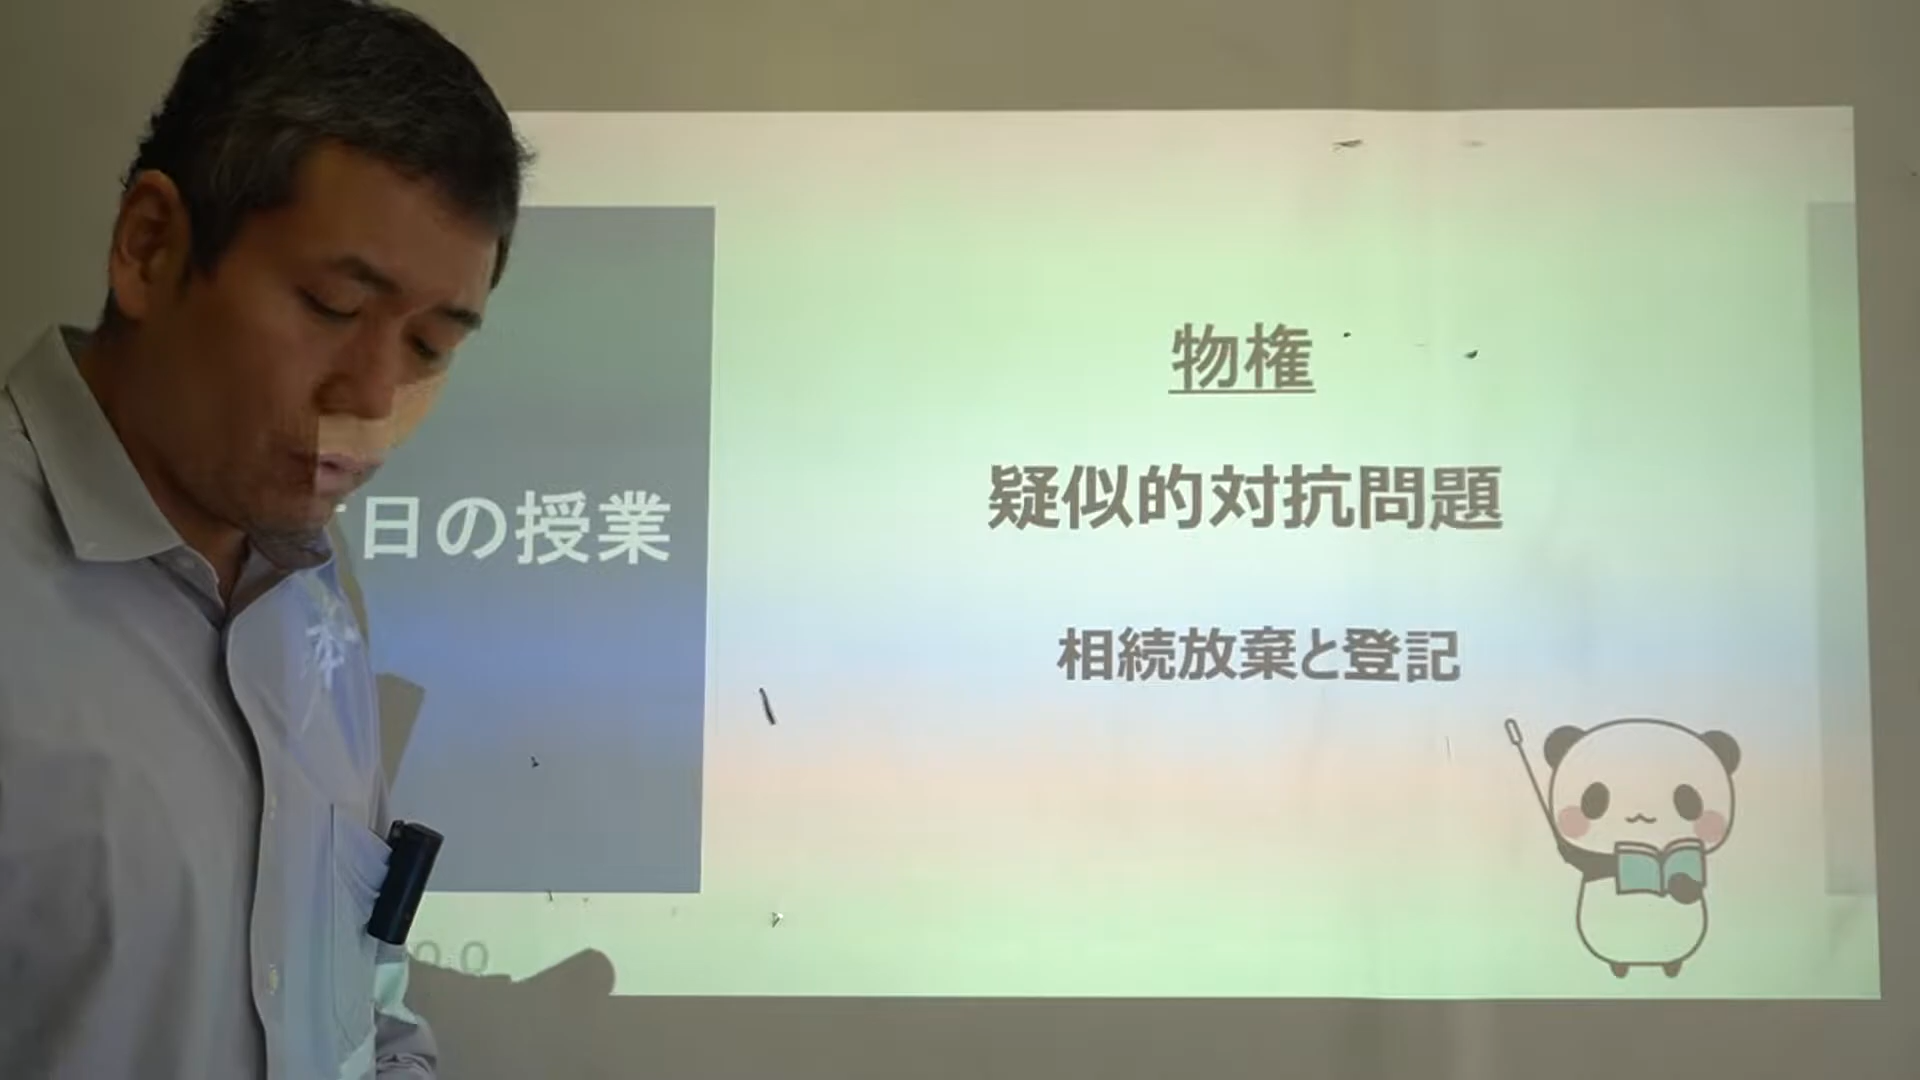 日の授業
物権
疑似的対抗問題
相続放棄と登記